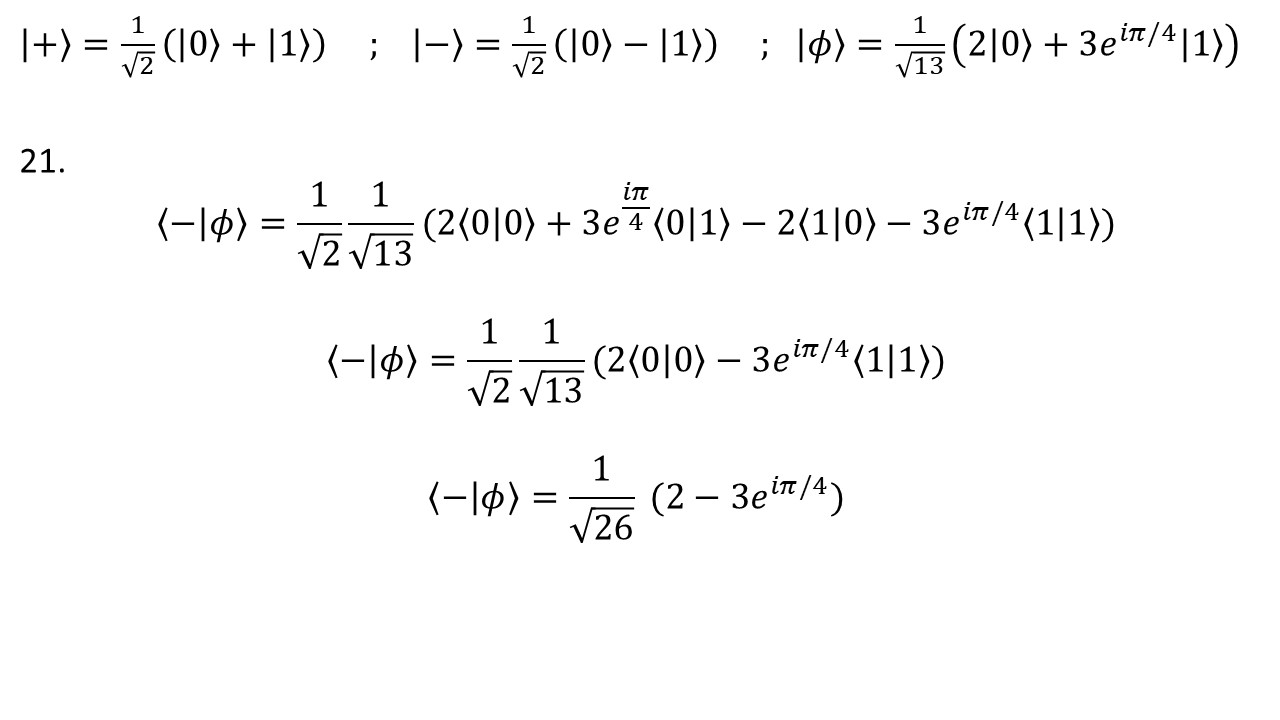 |+⟩ = 1/√2 (|0⟩ + |1⟩) ; |−⟩ = 1/√2 (|0⟩ − |1⟩) ; |ϕ⟩ = 1/√13 (2|0⟩ + 3e^{iπ/4}|1⟩)
21.
⟨−|ϕ⟩ = 1/√2 1/√13 (2⟨0|0⟩ + 3e^{iπ/4}⟨0|1⟩ − 2⟨1|0⟩ − 3e^{iπ/4}⟨1|1⟩)
⟨−|ϕ⟩ = 1/√2 1/√13 (2⟨0|0⟩ − 3e^{iπ/4}⟨1|1⟩)
⟨−|ϕ⟩ = 1/√26 (2 − 3e^{iπ/4})